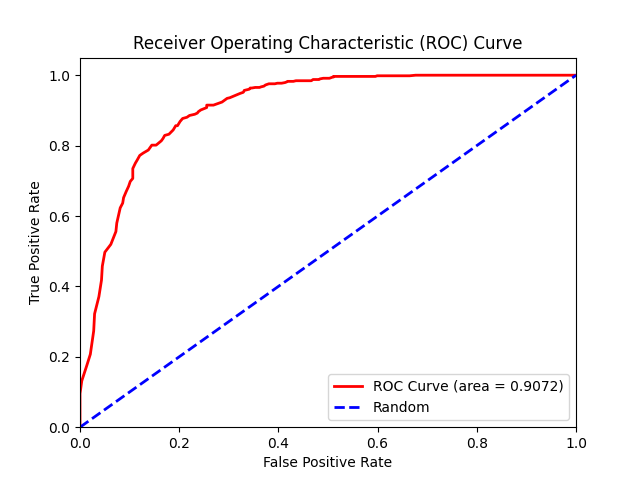 Receiver Operating Characteristic (ROC) Curve
1.0
0.8
0.6
0.4
0.2
0.0
True Positive Rate
ROC Curve (area = 0.9072)
Random
0.0 0.2 0.4 0.6 0.8 1.0
False Positive Rate